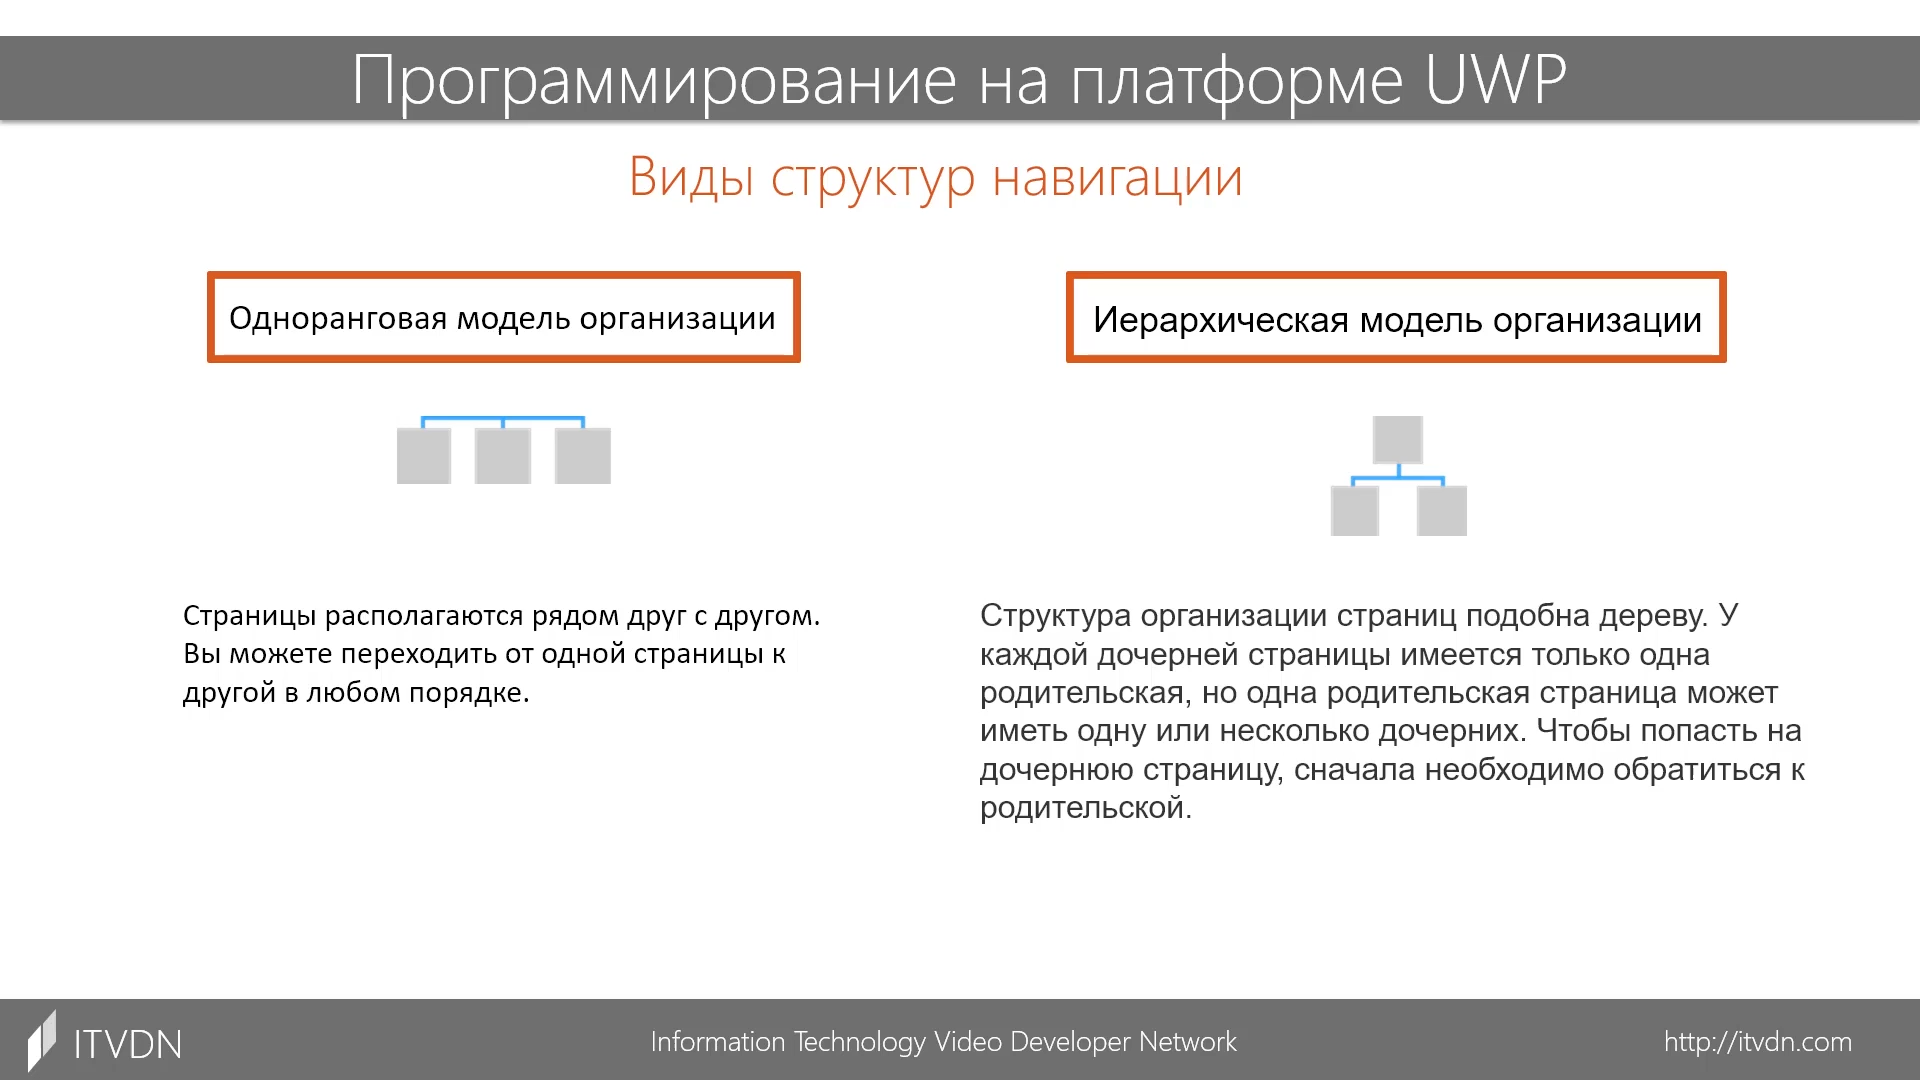 Программирование на платформе UWP
Виды структур навигации
Одноранговая модель организации
Иерархическая модель организации
Страницы располагаются рядом друг с другом.
Вы можете переходить от одной страницы к
другой в любом порядке.
Структура организации страниц подобна дереву. У
каждой дочерней страницы имеется только одна
родительская, но одна родительская страница может
иметь одну или несколько дочерних. Чтобы попасть на
дочернюю страницу, сначала необходимо обратиться к
родительской.
ITVDN
Information Technology Video Developer Network
http://itvdn.com